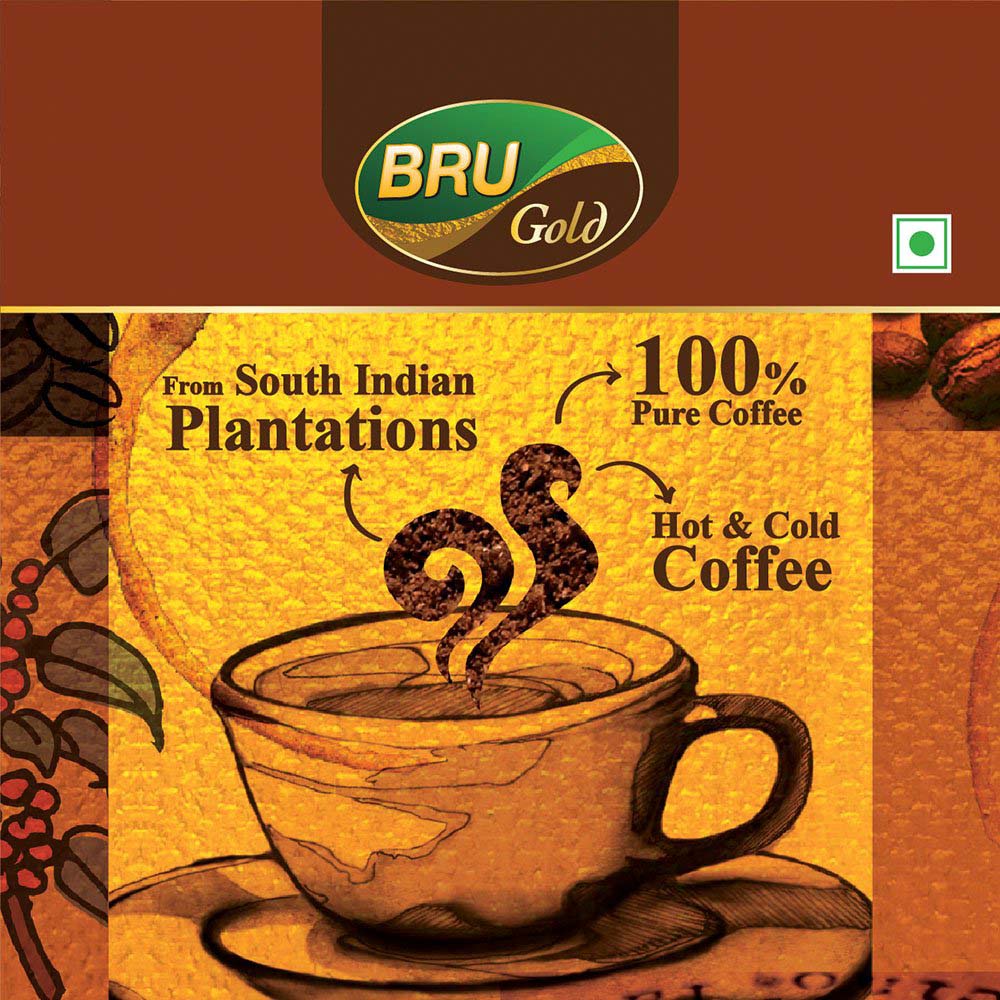 BRU
Gold
From South Indian
Plantations
100%
Pure Coffee
Hot & Cold
Coffee